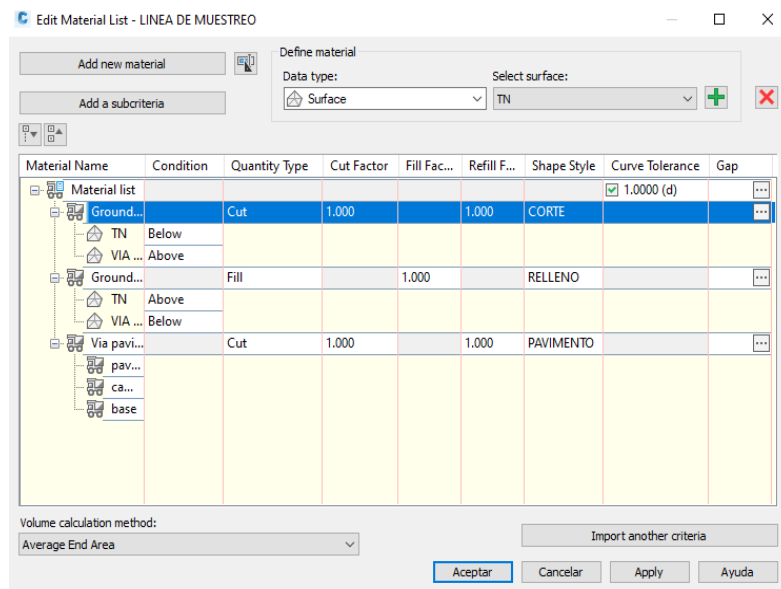 Edit Material List - LINEA DE MUESTREO
Add new material
Define material
Data type:
Select surface:
Surface
TN
Add a subcriteria
Material Name Condition Quantity Type Cut Factor Fill Fac... Refill F... Shape Style Curve Tolerance Gap
Material list 1.0000 (d) ...
Ground... Cut 1.000 1.000 CORTE ...
TN Below
VIA ... Above
Ground... Fill 1.000 RELLENO ...
TN Above
VIA ... Below
Via pavi... Cut 1.000 1.000 PAVIMENTO ...
pav...
ca...
base
Volume calculation method:
Average End Area
Import another criteria
Aceptar Cancelar Apply Ayuda